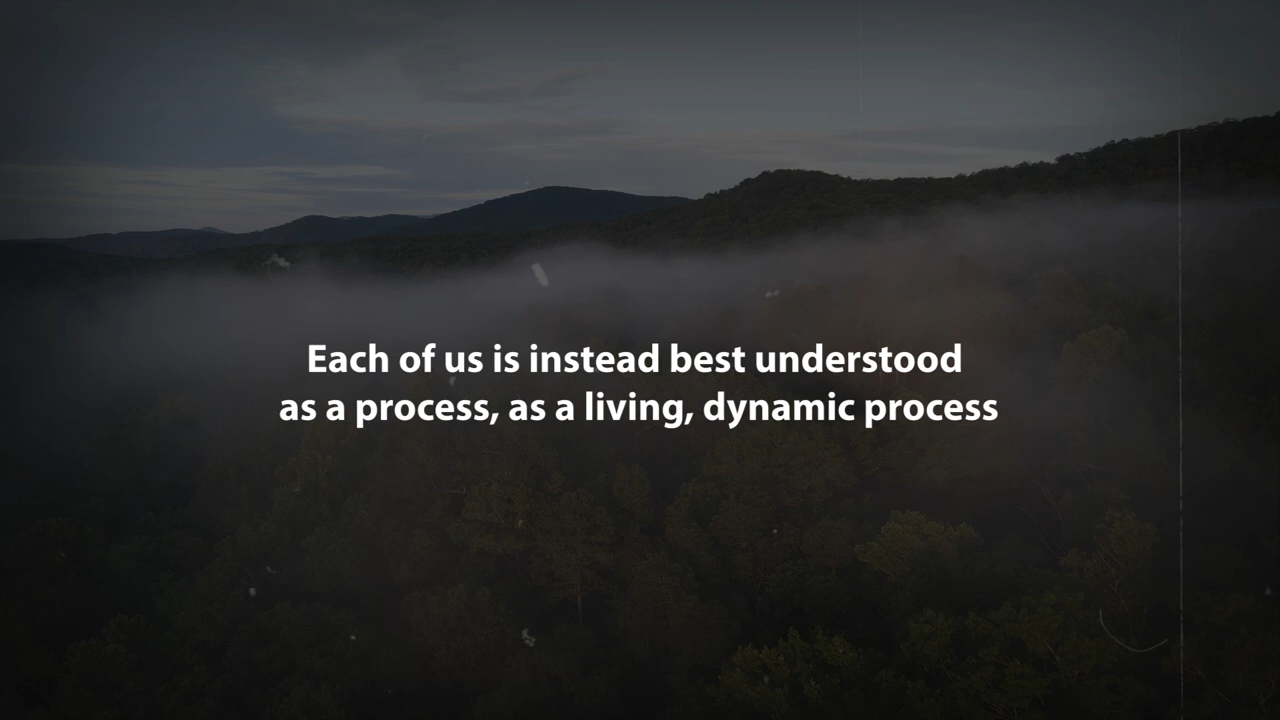 Each of us is instead best understood
as a process, as a living, dynamic process